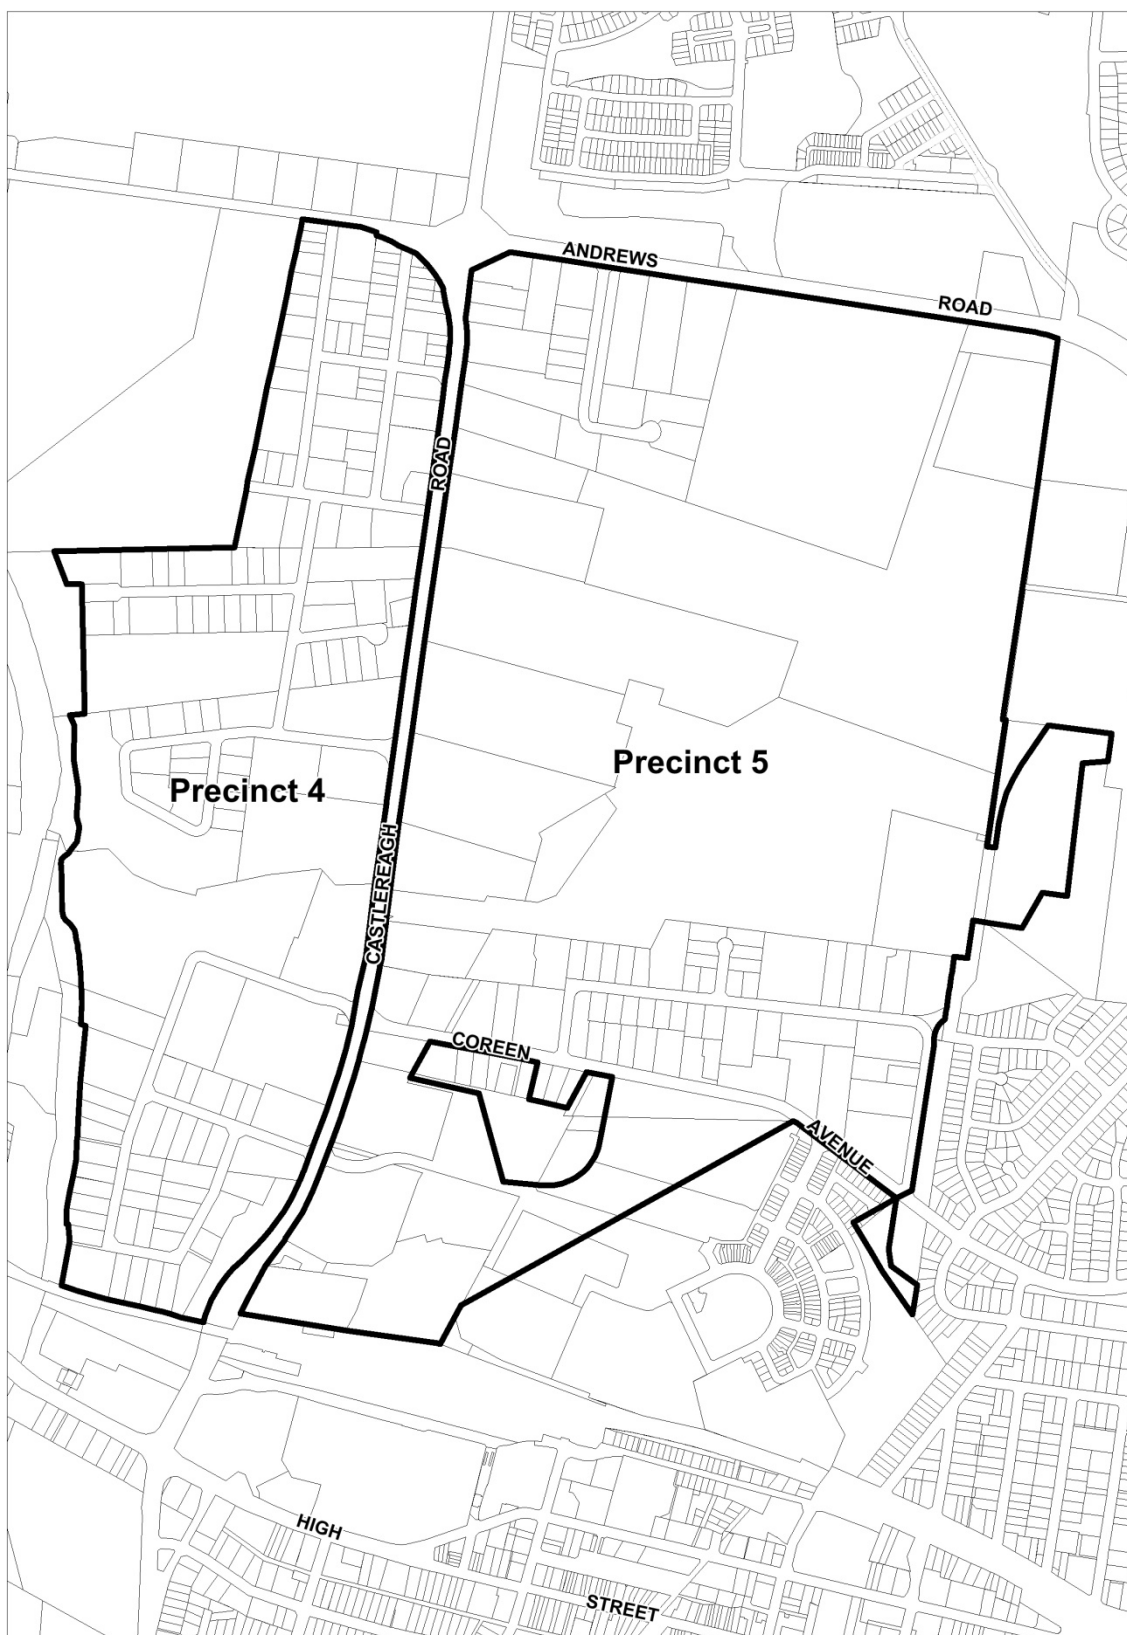 ANDREWS
ROAD
ROAD
Precinct 5
Precinct 4
CASTLEREAGH
COREEN
AVENUE
HIGH
STREET